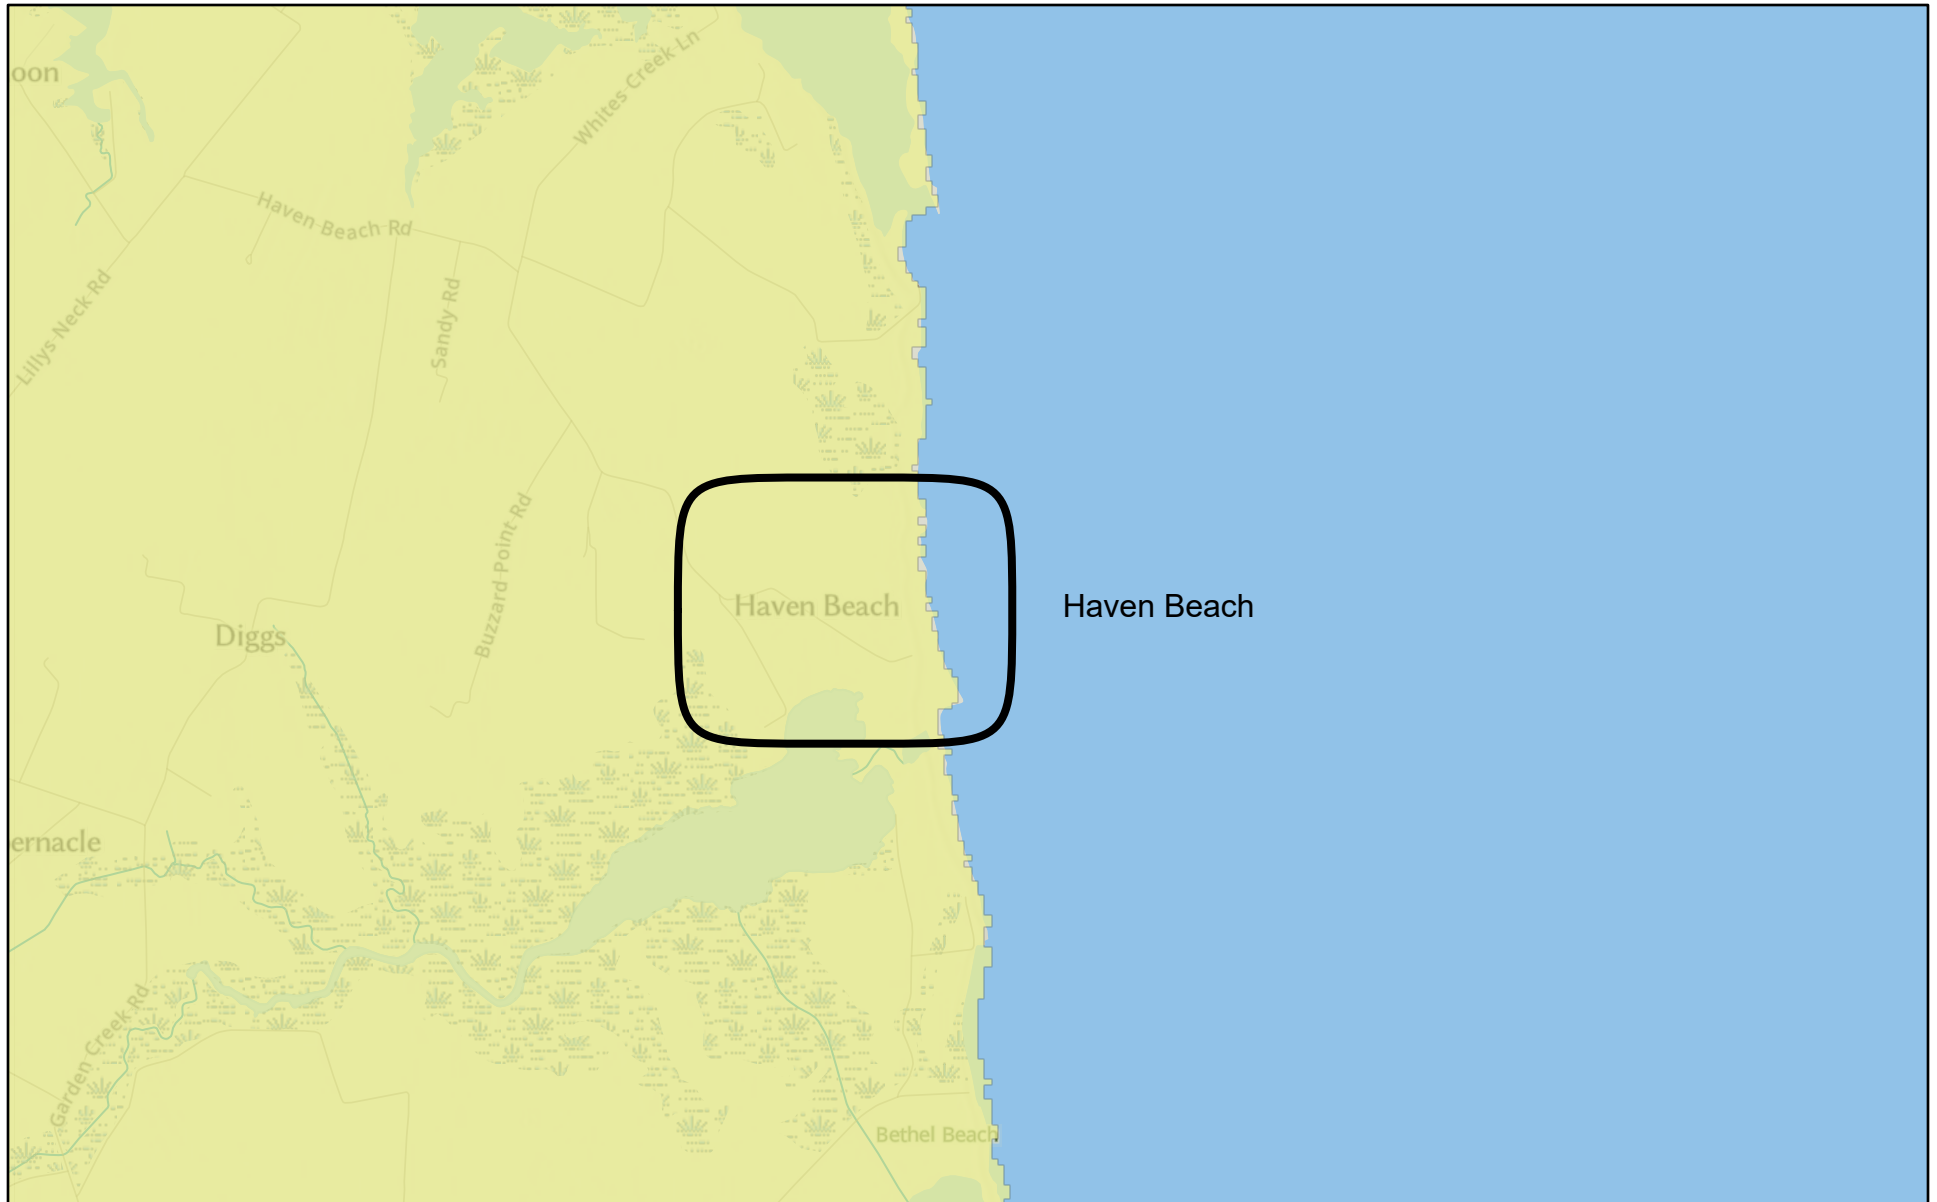 oon
Whites Creek Ln
Haven Beach Rd
Lillys Neck Rd
Sandy Rd
Buzzard Point Rd
Haven Beach
Haven Beach
Diggs
ernacle
Garden Creek Rd
Bethel Beach